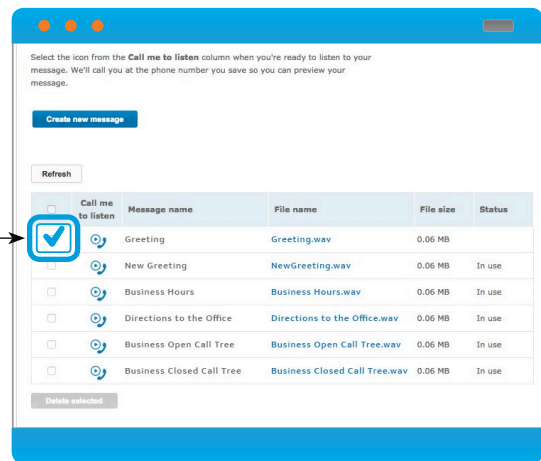 Select the icon from the Call me to listen column when you're ready to listen to your
message. We'll call you at the phone number you save so you can preview your
message.
Create new message
Refresh
Call me to listen Message name File name File size Status
Greeting Greeting.wav 0.06 MB
New Greeting NewGreeting.wav 0.06 MB In use
Business Hours Business Hours.wav 0.06 MB In use
Directions to the Office Directions to the Office.wav 0.06 MB In use
Business Open Call Tree Business Open Call Tree.wav 0.06 MB In use
Business Closed Call Tree Business Closed Call Tree.wav 0.06 MB In use
Delete selected